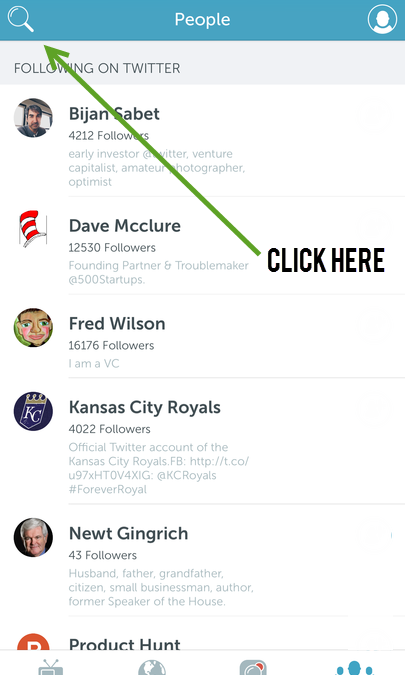 People
FOLLOWING ON TWITTER
Bijan Sabet
4212 Followers
early investor @twitter, venture
capitalist, amateur photographer,
optimist
Dave Mcclure
12530 Followers
Founding Partner & Troublemaker
@500Startups.
CLICK HERE
Fred Wilson
16176 Followers
I am a VC
Kansas City Royals
4022 Followers
Official Twitter account of the
Kansas City Royals.FB: http://t.co/
u97xHT0V4XIG: @KCRoyals
#ForeverRoyal
KC
Newt Gingrich
43 Followers
Husband, father, grandfather,
citizen, small businessman, author,
former Speaker of the House.
Product Hunt